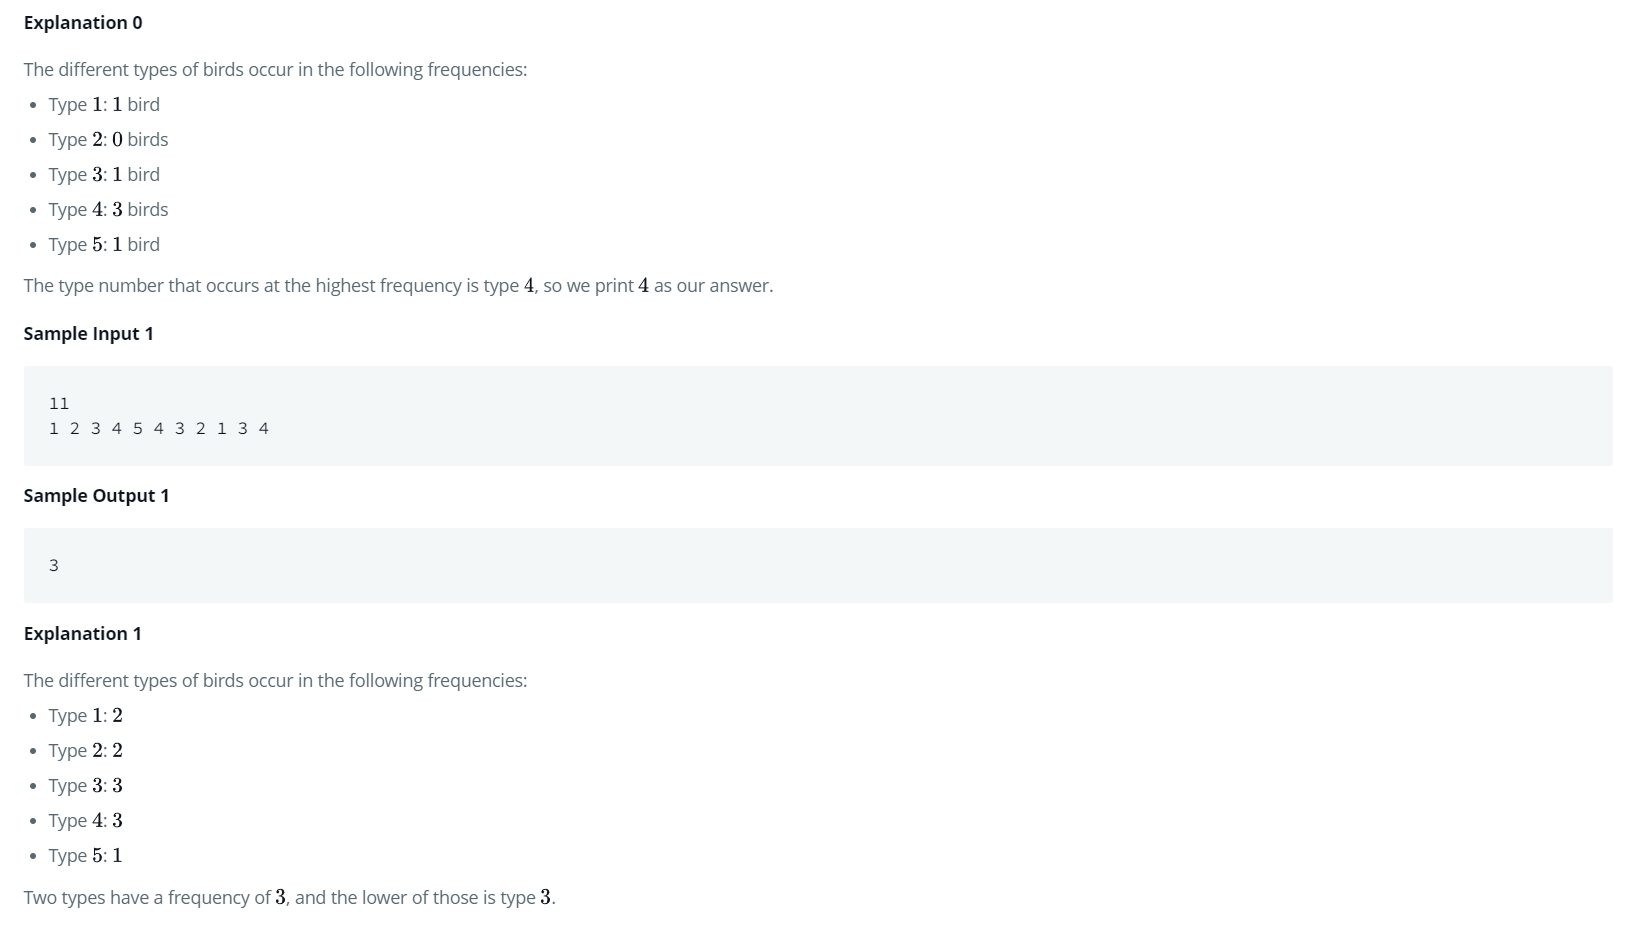 Explanation 0
The different types of birds occur in the following frequencies:
• Type 1: 1 bird
• Type 2: 0 birds
• Type 3: 1 bird
• Type 4: 3 birds
• Type 5: 1 bird
The type number that occurs at the highest frequency is type 4, so we print 4 as our answer.
Sample Input 1
11
1 2 3 4 5 4 3 2 1 3 4
Sample Output 1
3
Explanation 1
The different types of birds occur in the following frequencies:
• Type 1: 2
• Type 2: 2
• Type 3: 3
• Type 4: 3
• Type 5: 1
Two types have a frequency of 3, and the lower of those is type 3.